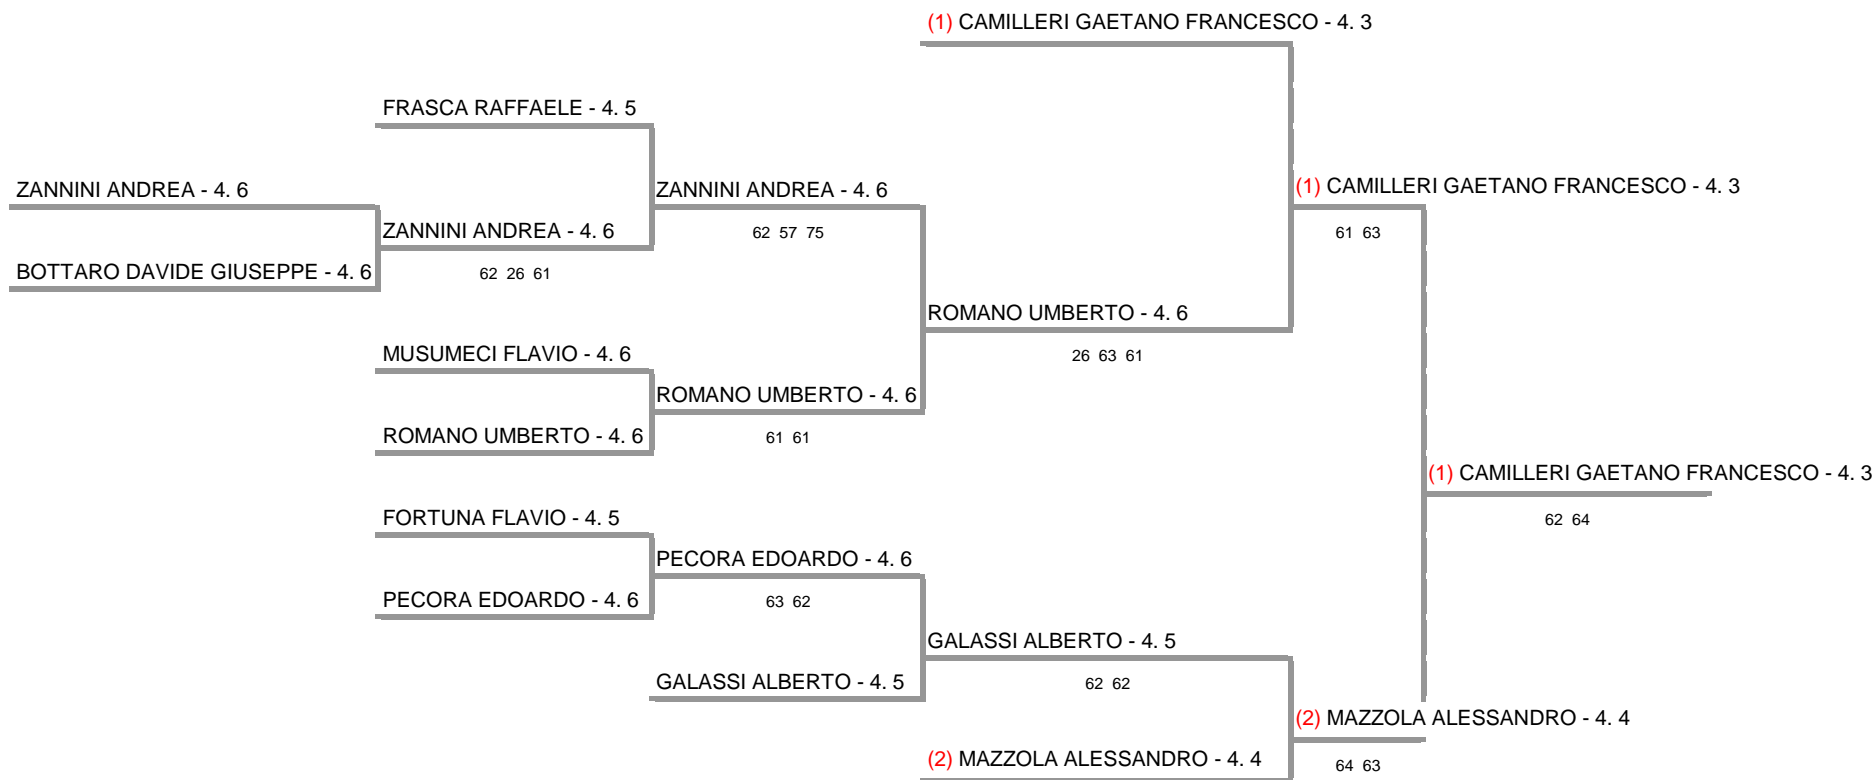 (1) CAMILLERI GAETANO FRANCESCO - 4. 3
FRASCA RAFFAELE - 4. 5
ZANNINI ANDREA - 4. 6
ZANNINI ANDREA - 4. 6
(1) CAMILLERI GAETANO FRANCESCO - 4. 3
ZANNINI ANDREA - 4. 6
62 57 75
61 63
BOTTARO DAVIDE GIUSEPPE - 4. 6
62 26 61
ROMANO UMBERTO - 4. 6
MUSUMECI FLAVIO - 4. 6
26 63 61
ROMANO UMBERTO - 4. 6
ROMANO UMBERTO - 4. 6
61 61
(1) CAMILLERI GAETANO FRANCESCO - 4. 3
FORTUNA FLAVIO - 4. 5
62 64
PECORA EDOARDO - 4. 6
PECORA EDOARDO - 4. 6
63 62
GALASSI ALBERTO - 4. 5
GALASSI ALBERTO - 4. 5
62 62
(2) MAZZOLA ALESSANDRO - 4. 4
(2) MAZZOLA ALESSANDRO - 4. 4
64 63